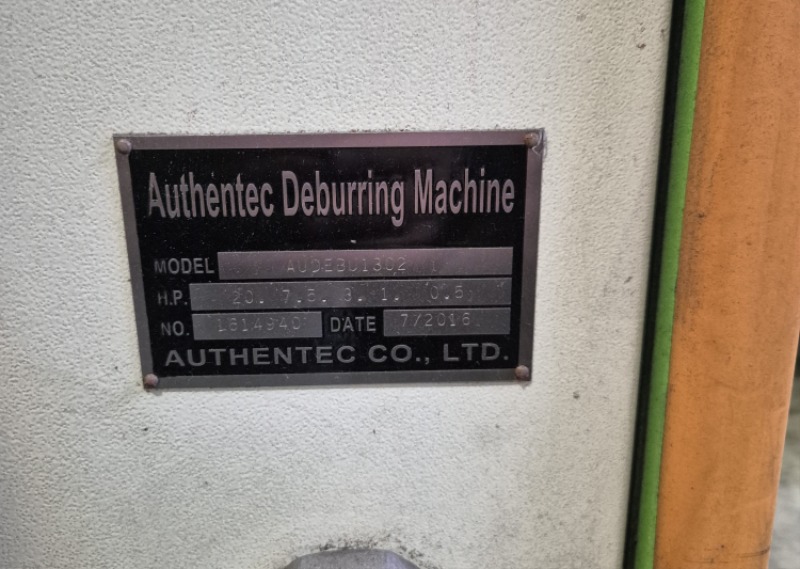 Authentec Deburring Machine
MODEL AUDEBU1302
H.P. 20. 7.5. 3. 1. 0.5
NO. 1614940 DATE 7/2016
AUTHENTEC CO., LTD.